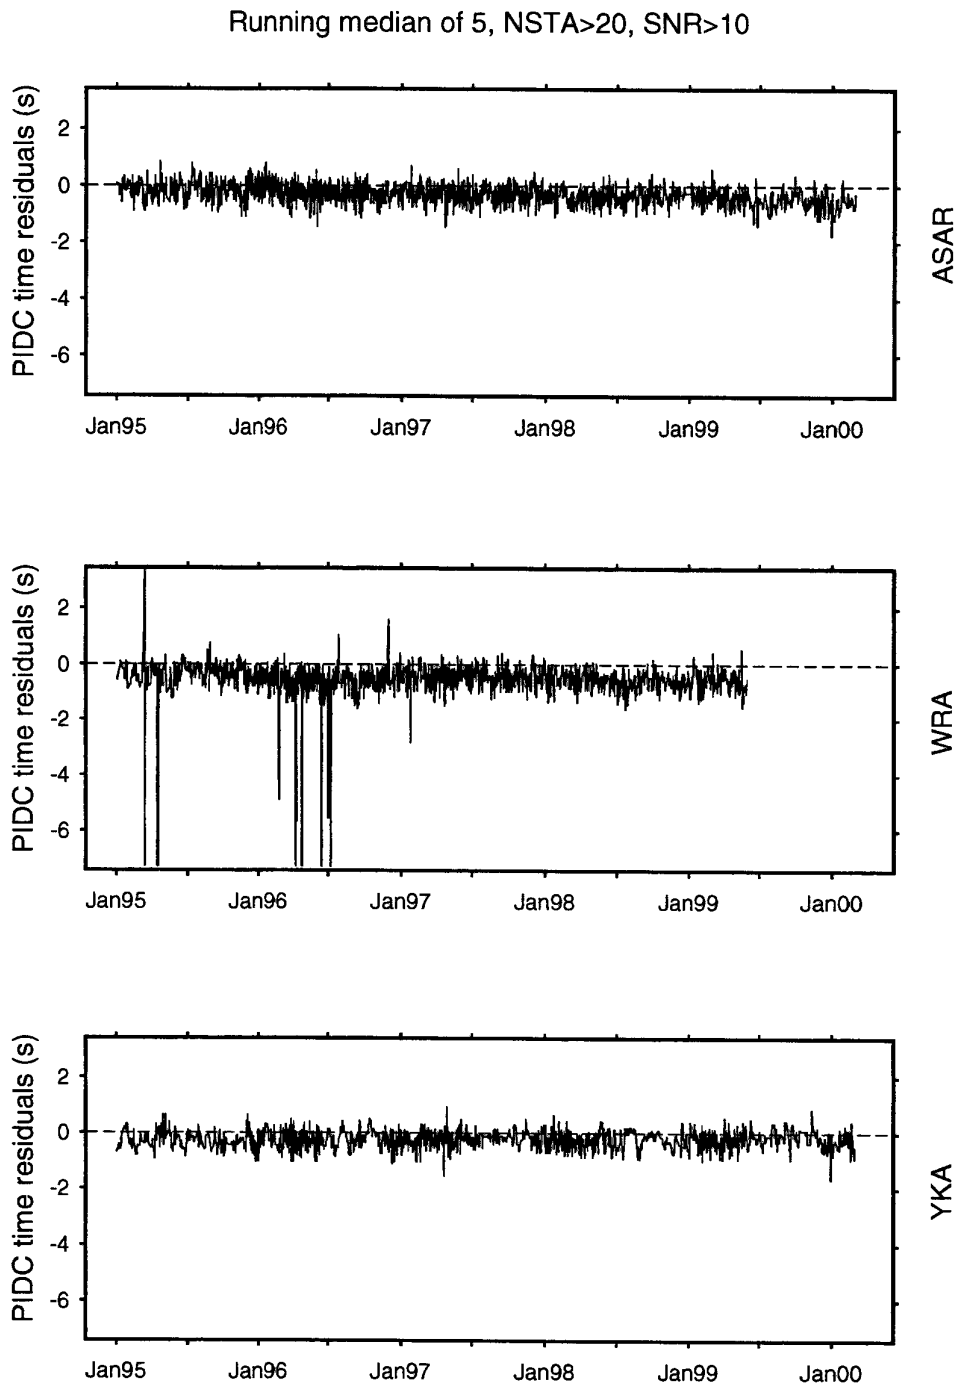 Running median of 5, NSTA>20, SNR>10
PIDC time residuals (s)
2
0
-2
-4
-6
Jan95 Jan96 Jan97 Jan98 Jan99 Jan00
ASAR
PIDC time residuals (s)
2
0
-2
-4
-6
Jan95 Jan96 Jan97 Jan98 Jan99 Jan00
WRA
PIDC time residuals (s)
2
0
-2
-4
-6
Jan95 Jan96 Jan97 Jan98 Jan99 Jan00
YKA